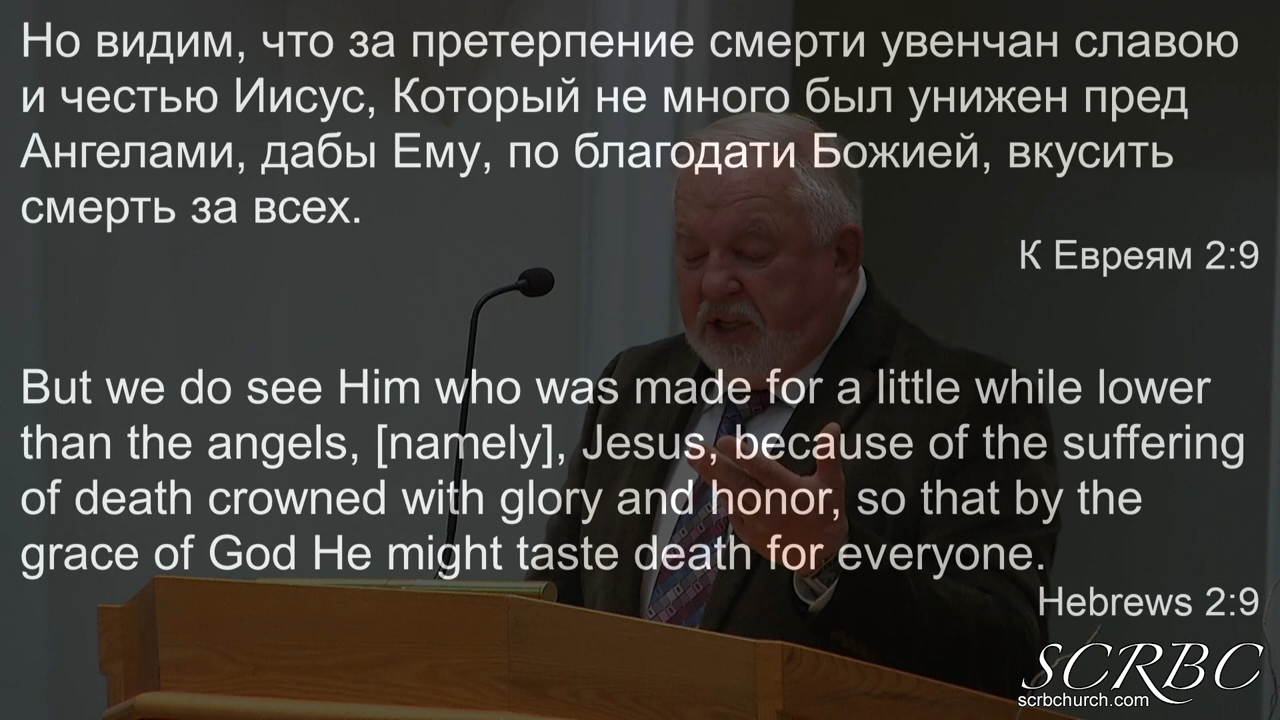 Но видим, что за претерпение смерти увенчан славою
и честью Иисус, Который не много был унижен пред
Ангелами, дабы Ему, по благодати Божией, вкусить
смерть за всех.
К Евреям 2:9
But we do see Him who was made for a little while lower
than the angels, [namely], Jesus, because of the suffering
of death crowned with glory and honor, so that by the
grace of God He might taste death for everyone.
Hebrews 2:9
SCRBC
scrbchurch.com